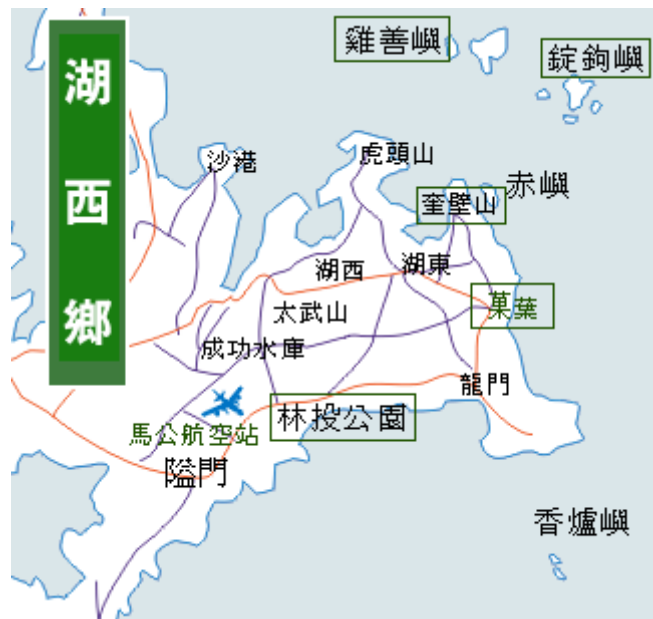 湖西鄉
雞善嶼
錠鉤嶼
沙港
虎頭山
赤嶼
奎壁山
湖西
湖東
太武山
菓葉
成功水庫
龍門
林投公園
馬公航空站
隘門
香爐嶼